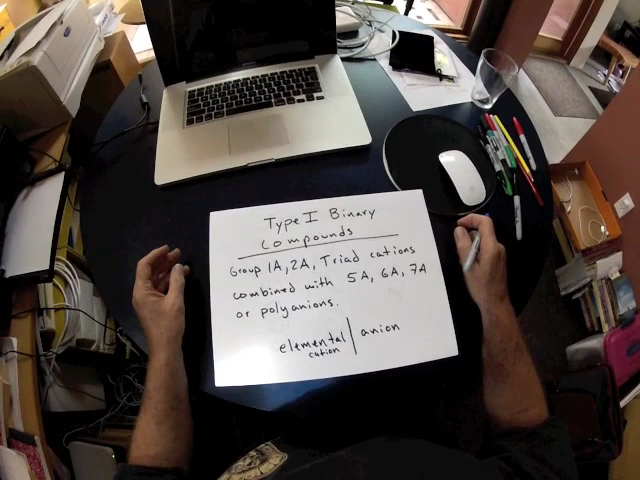 Type I Binary
Compounds
Group 1A, 2A, Triad cations
combined with 5A, 6A, 7A
or polyanions.
elemental | anion
cation